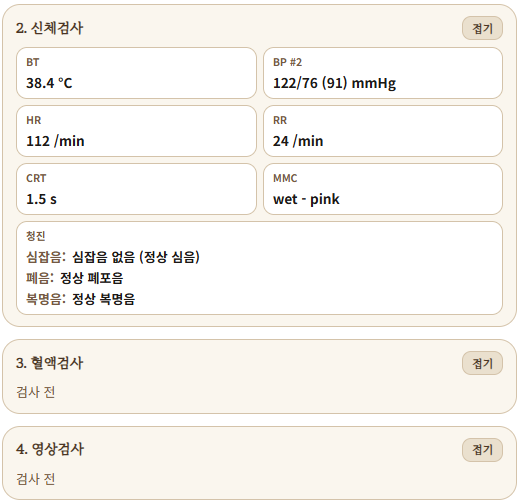 2. 신체검사
접기
BT
38.4 °C
BP #2
122/76 (91) mmHg
HR
112 /min
RR
24 /min
CRT
1.5 s
MMC
wet - pink
청진
심잡음: 심잡음 없음 (정상 심음)
폐음: 정상 폐포음
복명음: 정상 복명음
3. 혈액검사
접기
검사 전
4. 영상검사
접기
검사 전